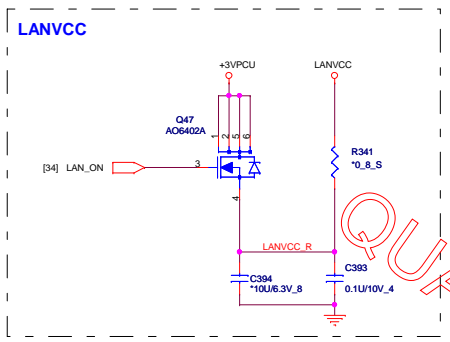 LANVCC
+3VPCU
LANVCC
Q47
AO6402A
1
2
5
6
R341
*0_8_S
[34] LAN_ON
3
4
LANVCC_R
C394
*10U/6.3V_8
C393
0.1U/10V_4
QUA